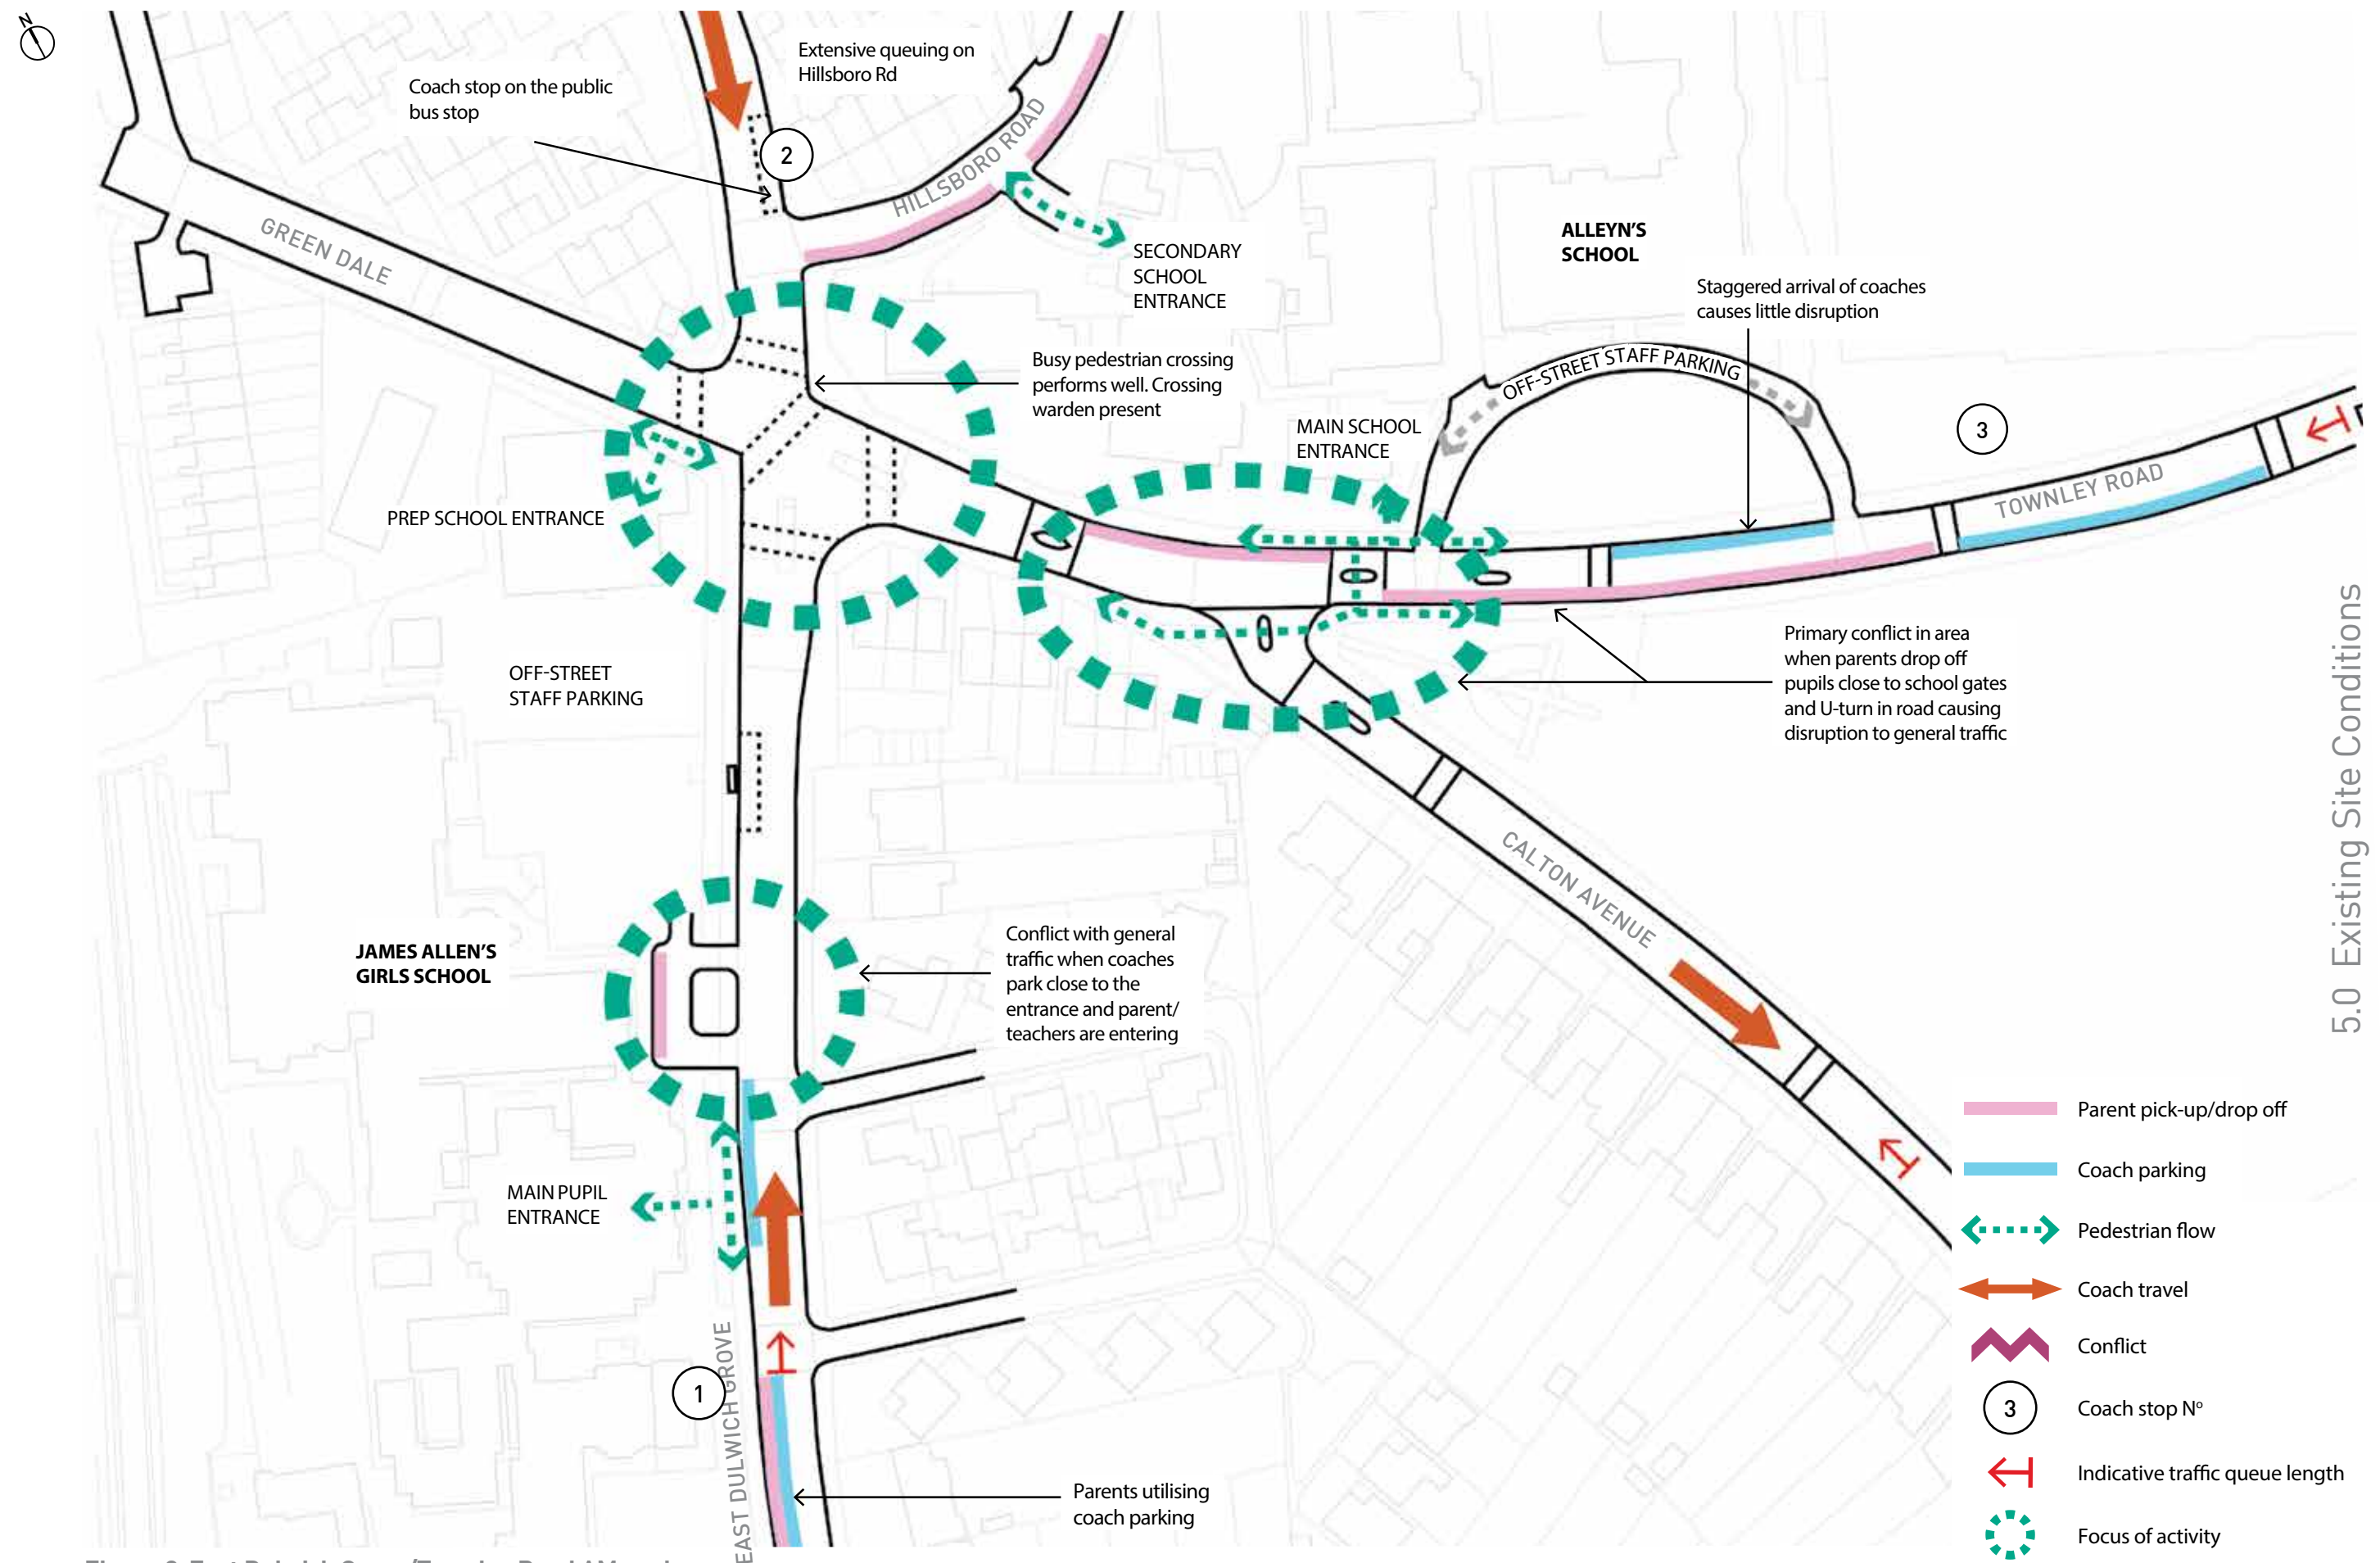 N
Extensive queuing on
Hillsboro Rd
Coach stop on the public
bus stop
2
HILLSBORO ROAD
GREEN DALE
SECONDARY
SCHOOL
ENTRANCE
ALLEYN'S
SCHOOL
Staggered arrival of coaches
causes little disruption
Busy pedestrian crossing
performs well. Crossing
warden present
OFF-STREET STAFF PARKING
MAIN SCHOOL
ENTRANCE
3
TOWNLEY ROAD
PREP SCHOOL ENTRANCE
Primary conflict in area
when parents drop off
pupils close to school gates
and U-turn in road causing
disruption to general traffic
OFF-STREET
STAFF PARKING
CALTON AVENUE
JAMES ALLEN'S
GIRLS SCHOOL
Conflict with general
traffic when coaches
park close to the
entrance and parent/
teachers are entering
MAIN PUPIL
ENTRANCE
1
EAST DULWICH GROVE
Parents utilising
coach parking
5.0 Existing Site Conditions
Parent pick-up/drop off
Coach parking
Pedestrian flow
Coach travel
Conflict
3
Coach stop Nº
Indicative traffic queue length
Focus of activity